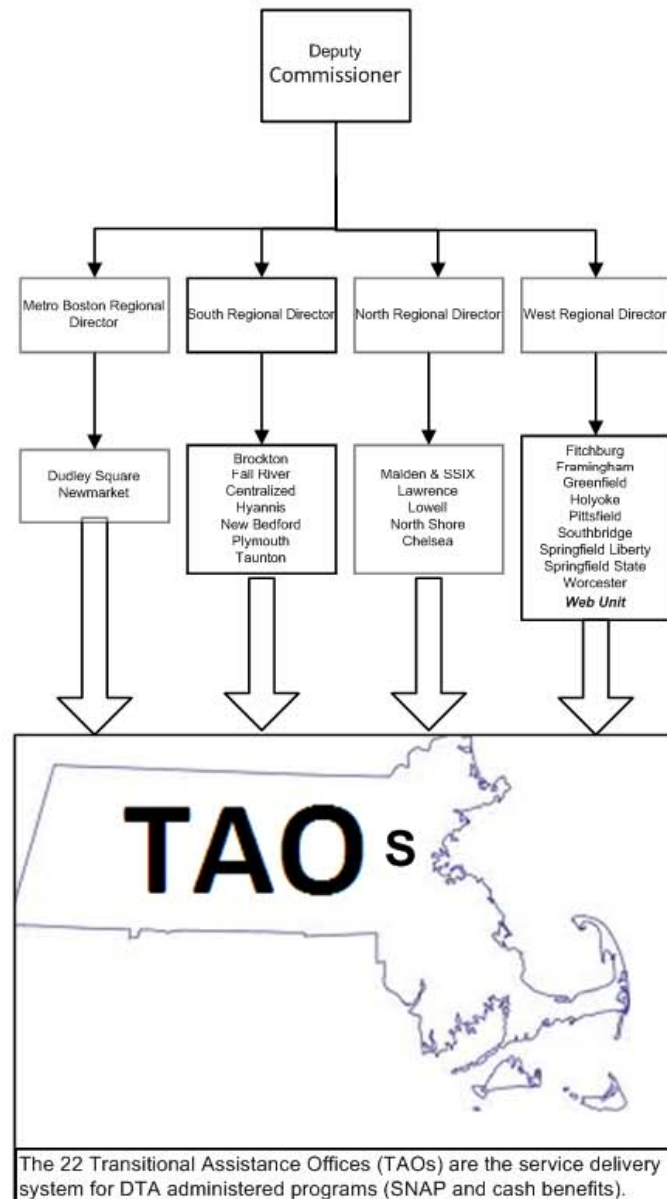 Deputy
Commissioner
Metro Boston Regional
Director
South Regional Director
North Regional Director
West Regional Director
Dudley Square
Newmarket
Brockton
Fall River
Centralized
Hyannis
New Bedford
Plymouth
Taunton
Malden & SSIX
Lawrence
Lowell
North Shore
Chelsea
Fitchburg
Framingham
Greenfield
Holyoke
Pittsfield
Southbridge
Springfield Liberty
Springfield State
Worcester
Web Unit
TAOs
The 22 Transitional Assistance Offices (TAOs) are the service delivery
system for DTA administered programs (SNAP and cash benefits).